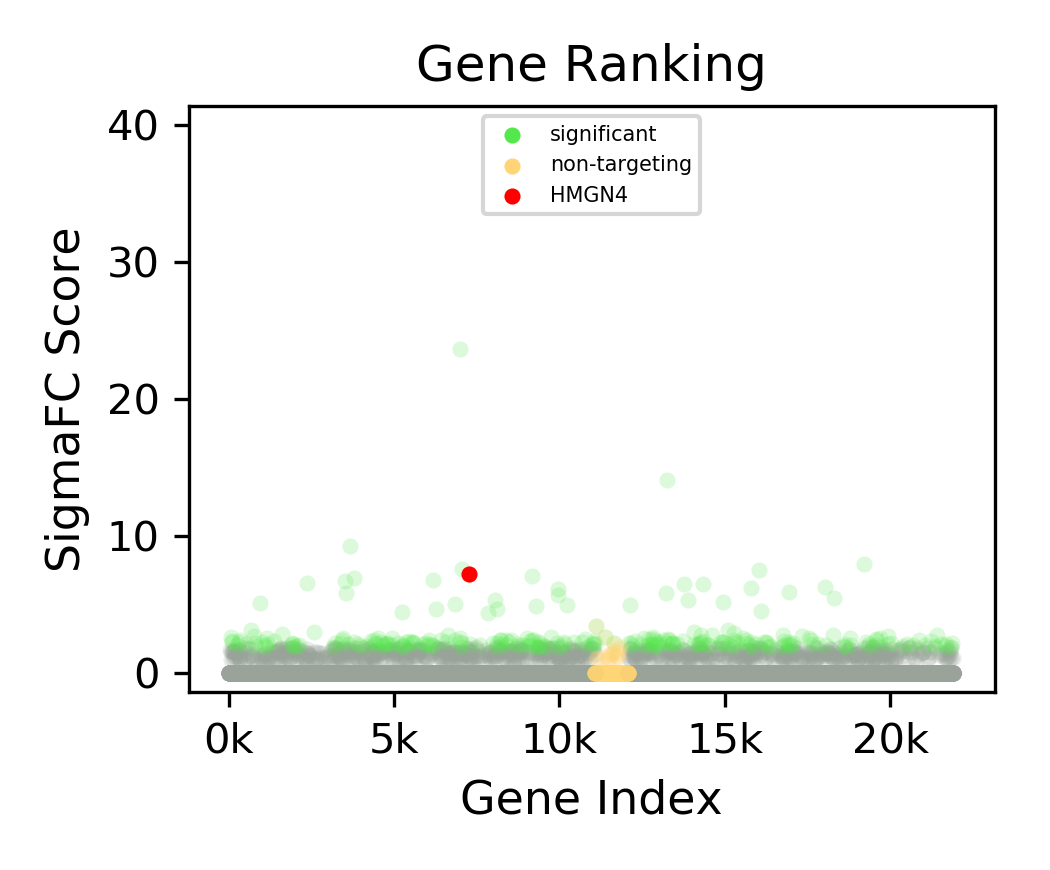 Gene Ranking
significant
non-targeting
HMGN4
SigmaFC Score
40
30
20
10
0
0k 5k 10k 15k 20k
Gene Index